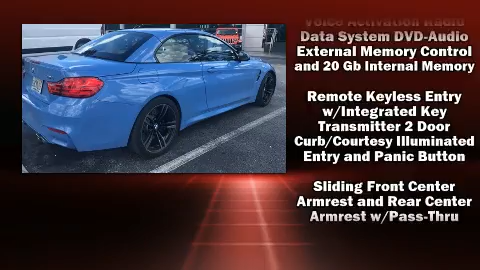 Voice Activation Radio
Data System DVD-Audio
External Memory Control
and 20 Gb Internal Memory
Remote Keyless Entry
w/Integrated Key
Transmitter 2 Door
Curb/Courtesy Illuminated
Entry and Panic Button
Sliding Front Center
Armrest and Rear Center
Armrest w/Pass-Thru